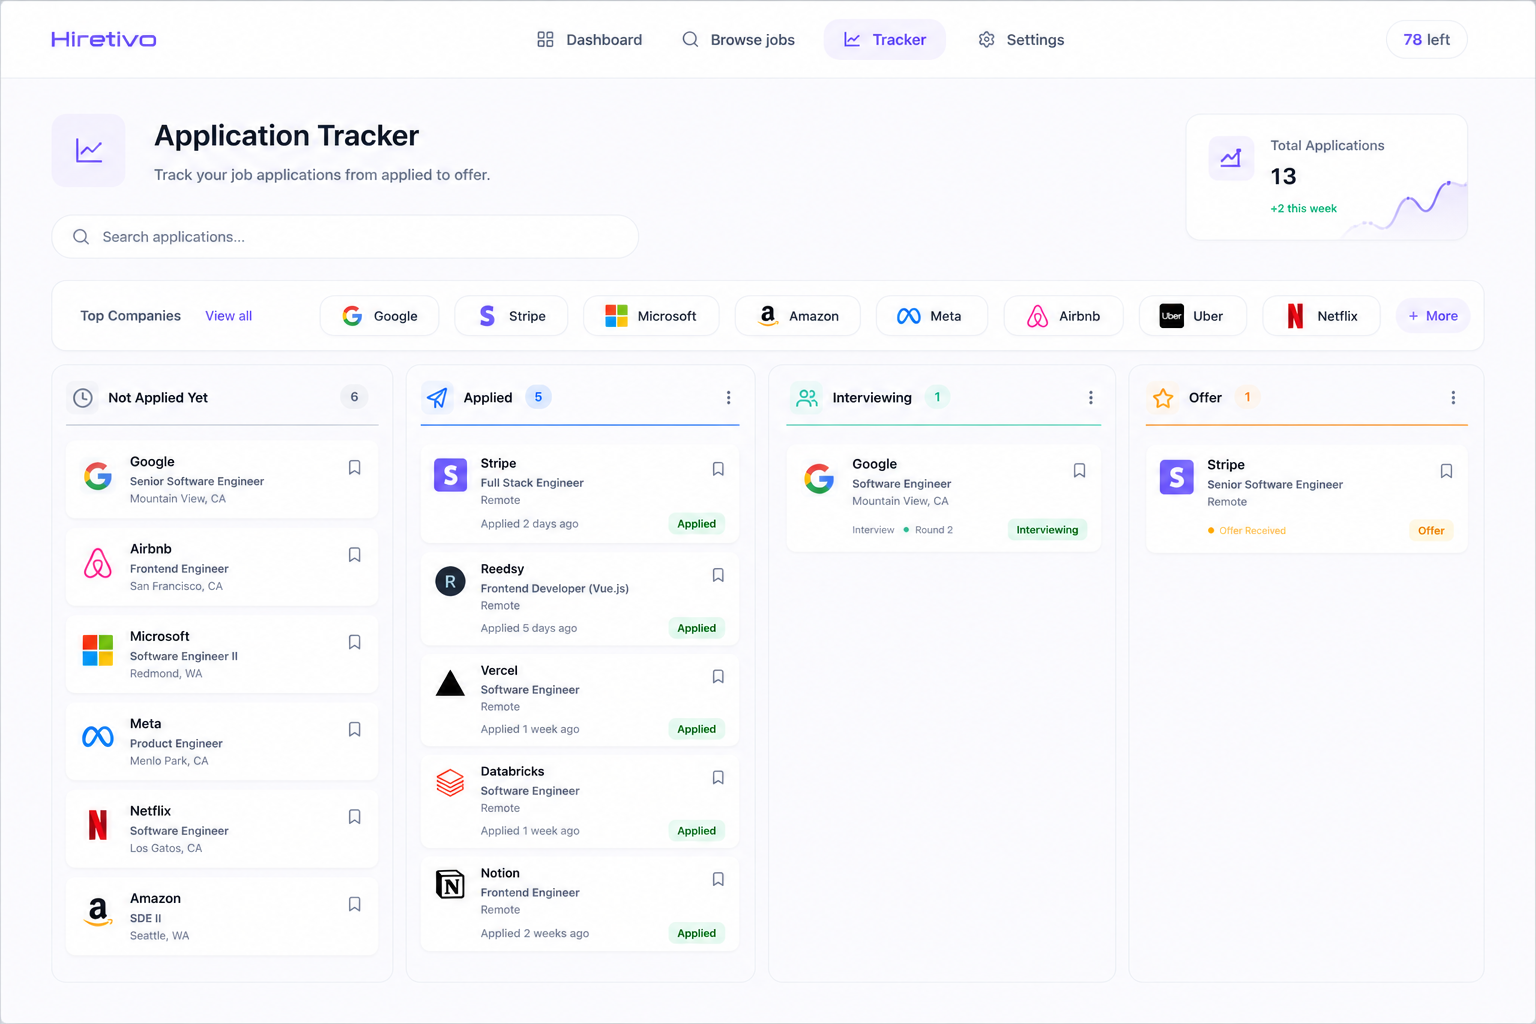 Hiretivo
Dashboard
Browse jobs
Tracker
Settings
78 left
Application Tracker
Track your job applications from applied to offer.
Total Applications
13
+2 this week
Search applications...
Top Companies
View all
Google
Stripe
Microsoft
Amazon
Meta
Airbnb
Uber
Uber
Netflix
+ More
Not Applied Yet
6
Google
Senior Software Engineer
Mountain View, CA
Airbnb
Frontend Engineer
San Francisco, CA
Microsoft
Software Engineer II
Redmond, WA
Meta
Product Engineer
Menlo Park, CA
Netflix
Software Engineer
Los Gatos, CA
Amazon
SDE II
Seattle, WA
Applied
5
Stripe
Full Stack Engineer
Remote
Applied 2 days ago
Applied
R
Reedsy
Frontend Developer (Vue.js)
Remote
Applied 5 days ago
Applied
Vercel
Software Engineer
Remote
Applied 1 week ago
Applied
Databricks
Software Engineer
Remote
Applied 1 week ago
Applied
Notion
Frontend Engineer
Remote
Applied 2 weeks ago
Applied
Interviewing
1
Google
Software Engineer
Mountain View, CA
Interview • Round 2
Interviewing
Offer
1
Stripe
Senior Software Engineer
Remote
• Offer Received
Offer